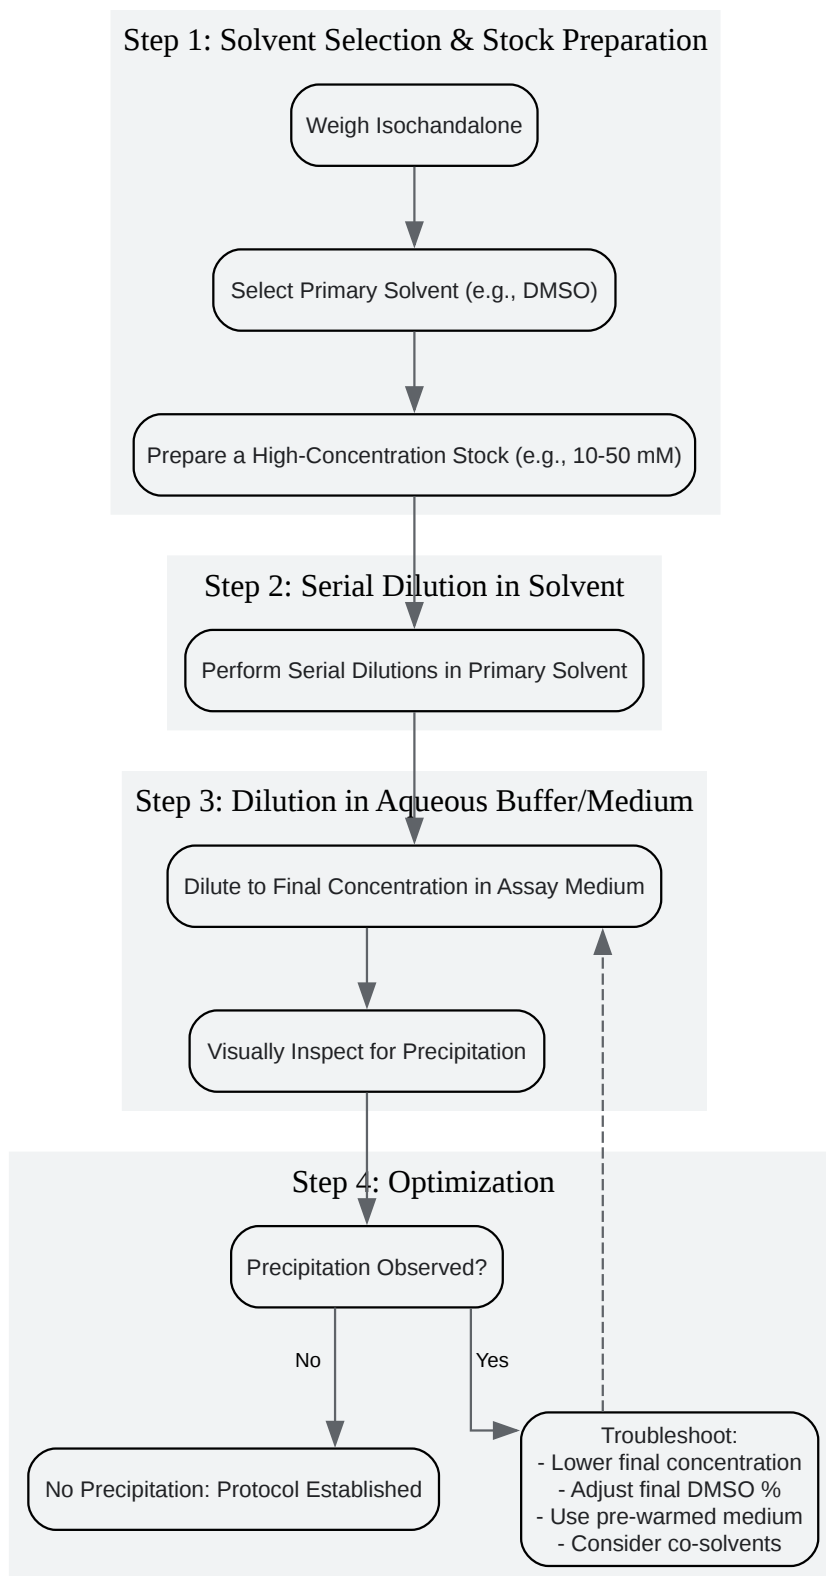 Step 1: Solvent Selection & Stock Preparation
Weigh Isochandalone
Select Primary Solvent (e.g., DMSO)
Prepare a High-Concentration Stock (e.g., 10-50 mM)
Step 2: Serial Dilution in Solvent
Perform Serial Dilutions in Primary Solvent
Step 3: Dilution in Aqueous Buffer/Medium
Dilute to Final Concentration in Assay Medium
Visually Inspect for Precipitation
Step 4: Optimization
Precipitation Observed?
No
Yes
No Precipitation: Protocol Established
Troubleshoot:
- Lower final concentration
- Adjust final DMSO %
- Use pre-warmed medium
- Consider co-solvents